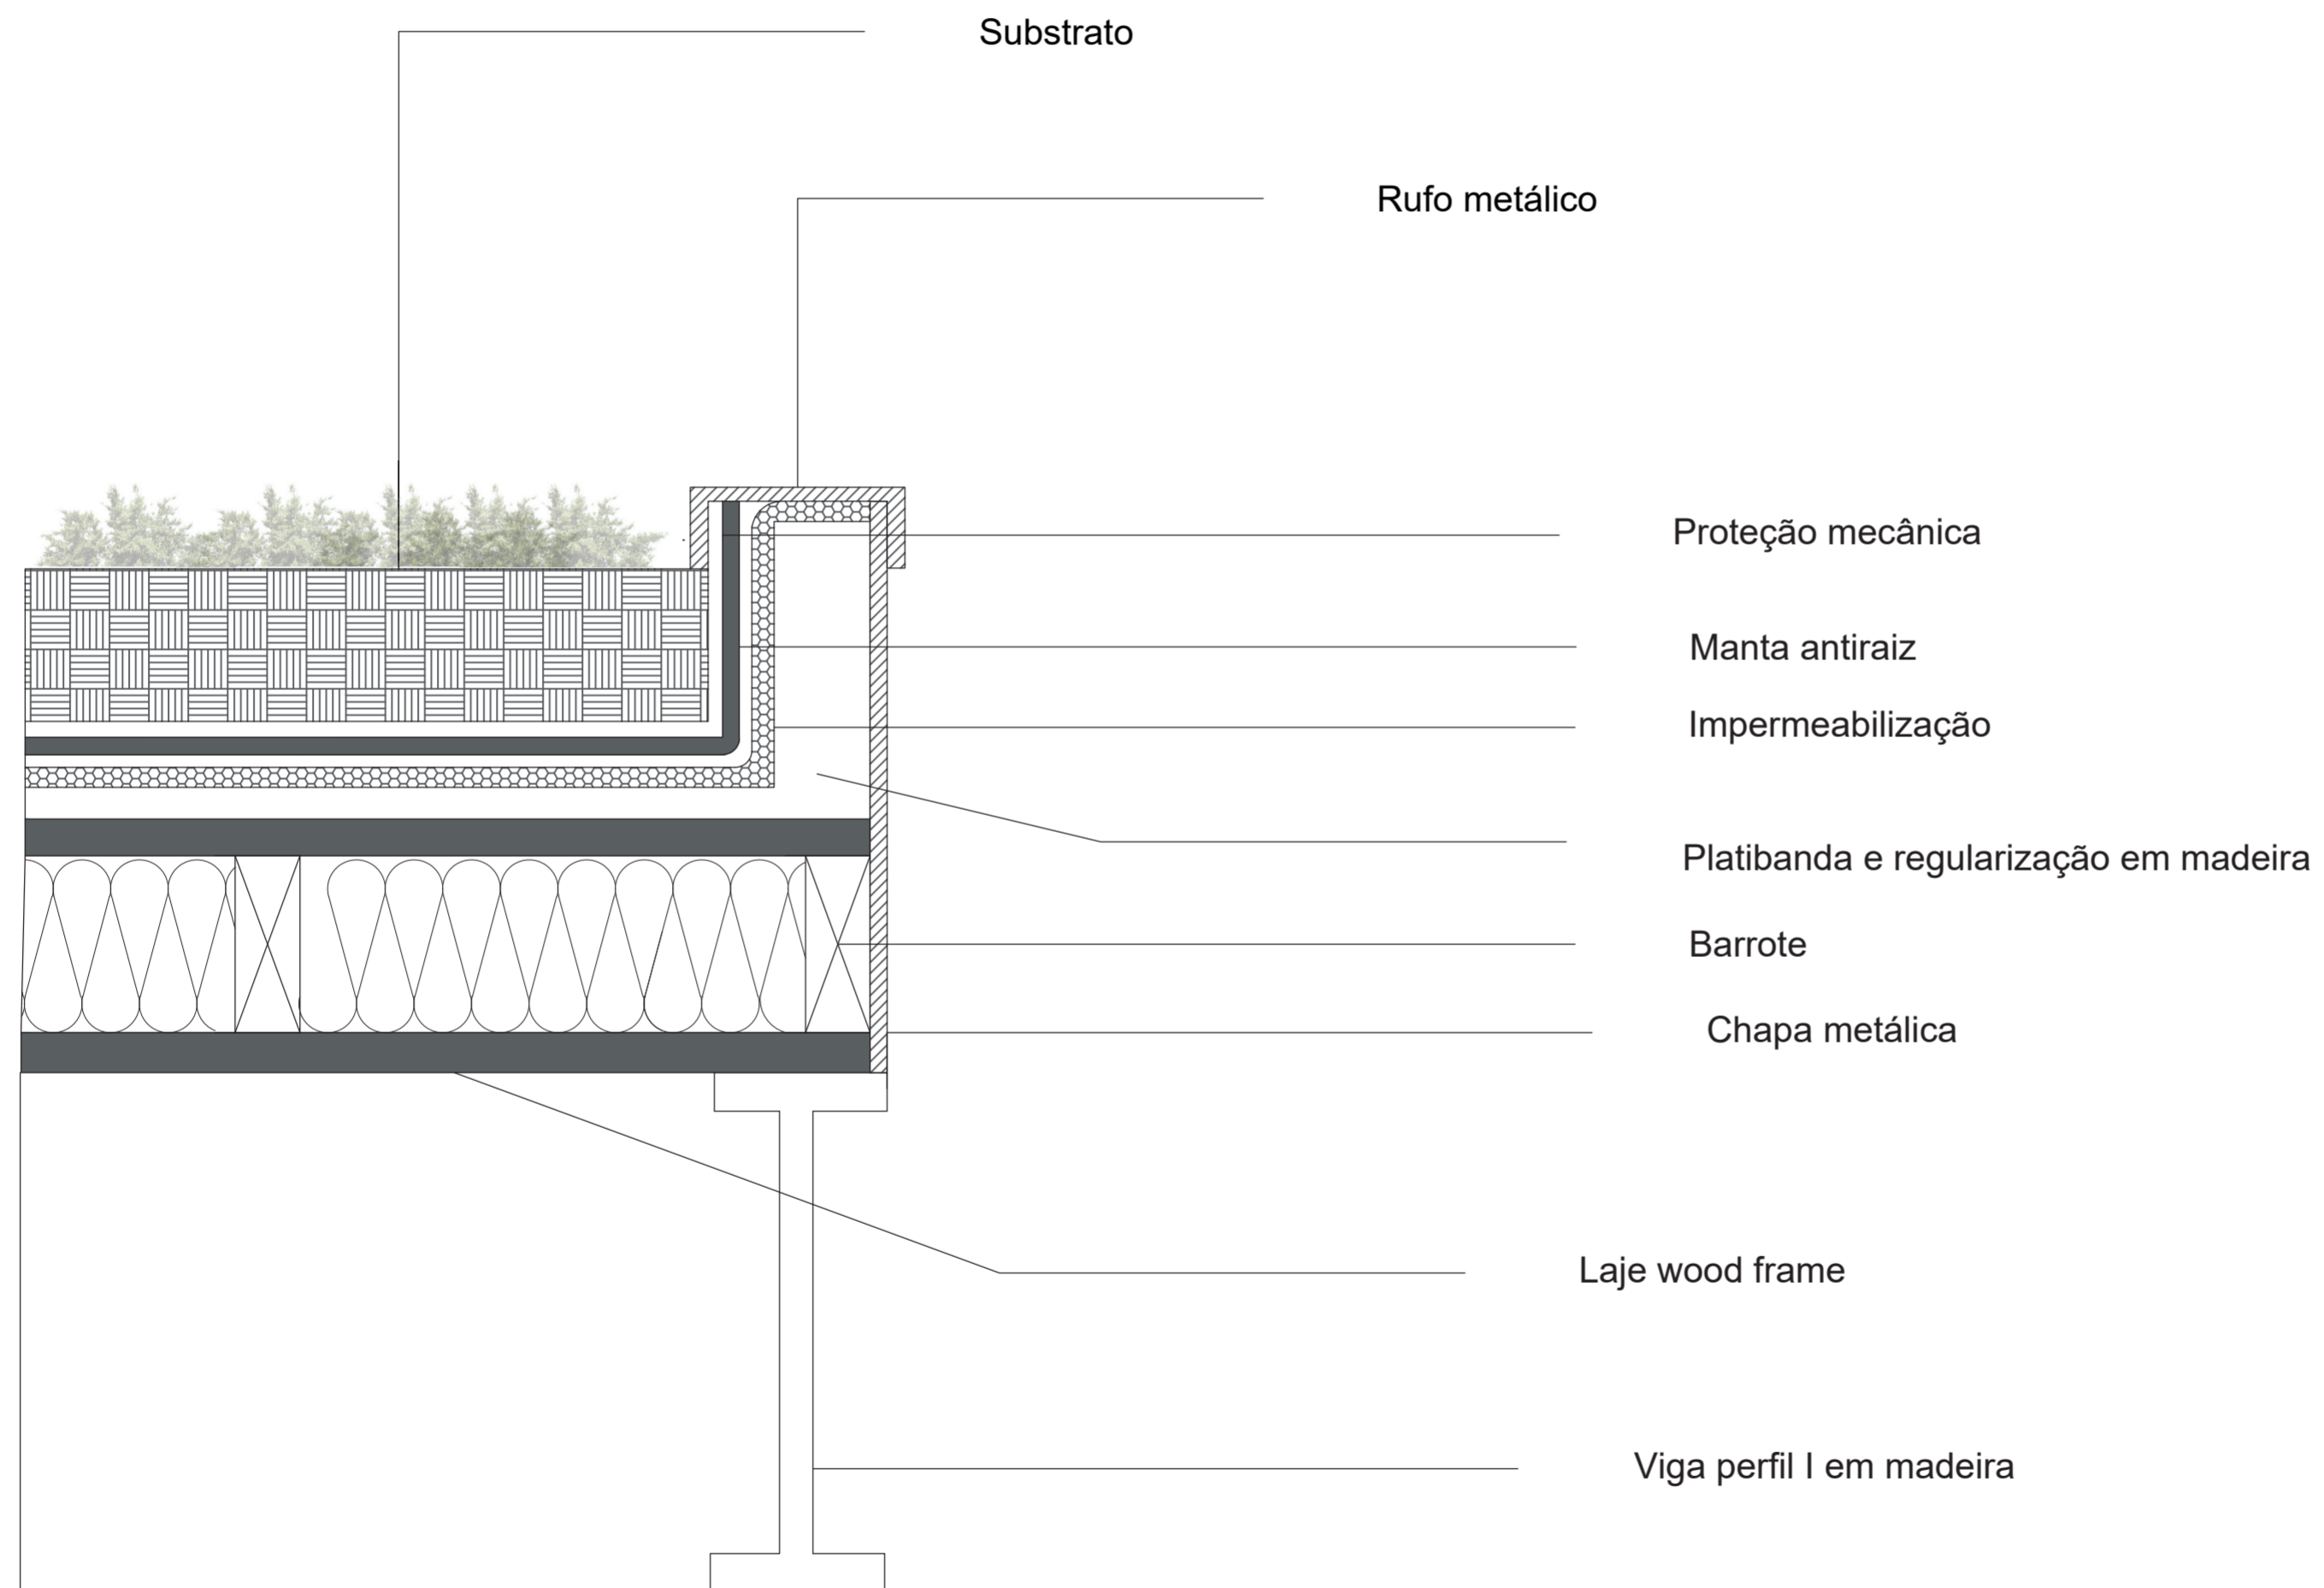 Substrato
Rufo metálico
Proteção mecânica
Manta antiraiz
Impermeabilização
Platibanda e regularização em madeira
Barrote
Chapa metálica
Laje wood frame
Viga perfil I em madeira